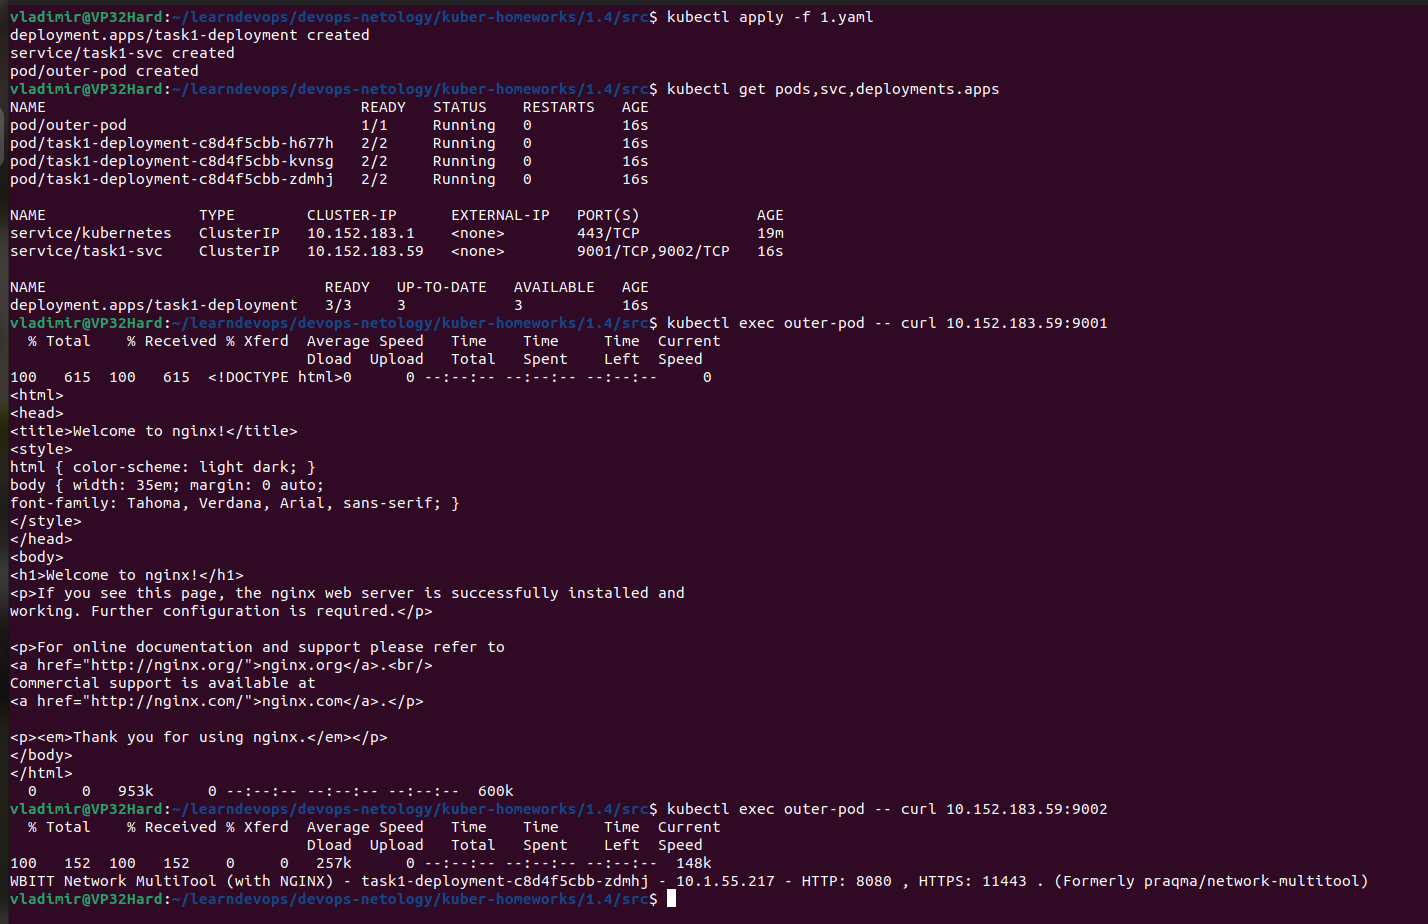 vladimir@VP32Hard:~/learndevops/devops-netology/kuber-homeworks/1.4/src$ kubectl apply -f 1.yaml
deployment.apps/task1-deployment created
service/task1-svc created
pod/outer-pod created
vladimir@VP32Hard:~/learndevops/devops-netology/kuber-homeworks/1.4/src$ kubectl get pods,svc,deployments.apps
NAME                                   READY   STATUS    RESTARTS   AGE
pod/outer-pod                          1/1     Running   0          16s
pod/task1-deployment-c8d4f5cbb-h677h   2/2     Running   0          16s
pod/task1-deployment-c8d4f5cbb-kvnsg   2/2     Running   0          16s
pod/task1-deployment-c8d4f5cbb-zdmhj   2/2     Running   0          16s

NAME                 TYPE        CLUSTER-IP      EXTERNAL-IP   PORT(S)             AGE
service/kubernetes   ClusterIP   10.152.183.1    <none>        443/TCP             19m
service/task1-svc    ClusterIP   10.152.183.59   <none>        9001/TCP,9002/TCP   16s

NAME                               READY   UP-TO-DATE   AVAILABLE   AGE
deployment.apps/task1-deployment   3/3     3            3           16s
vladimir@VP32Hard:~/learndevops/devops-netology/kuber-homeworks/1.4/src$ kubectl exec outer-pod -- curl 10.152.183.59:9001
  % Total    % Received % Xferd  Average Speed   Time    Time     Time  Current
                                 Dload  Upload   Total   Spent    Left  Speed
100   615  100   615  <!DOCTYPE html>0      0 --:--:-- --:--:-- --:--:--     0
<html>
<head>
<title>Welcome to nginx!</title>
<style>
html { color-scheme: light dark; }
body { width: 35em; margin: 0 auto;
font-family: Tahoma, Verdana, Arial, sans-serif; }
</style>
</head>
<body>
<h1>Welcome to nginx!</h1>
<p>If you see this page, the nginx web server is successfully installed and
working. Further configuration is required.</p>

<p>For online documentation and support please refer to
<a href="http://nginx.org/">nginx.org</a>.<br/>
Commercial support is available at
<a href="http://nginx.com/">nginx.com</a>.</p>

<p><em>Thank you for using nginx.</em></p>
</body>
</html>
  0     0   953k      0 --:--:-- --:--:-- --:--:--  600k
vladimir@VP32Hard:~/learndevops/devops-netology/kuber-homeworks/1.4/src$ kubectl exec outer-pod -- curl 10.152.183.59:9002
  % Total    % Received % Xferd  Average Speed   Time    Time     Time  Current
                                 Dload  Upload   Total   Spent    Left  Speed
100   152  100   152    0     0   257k      0 --:--:-- --:--:-- --:--:--  148k
WBITT Network MultiTool (with NGINX) - task1-deployment-c8d4f5cbb-zdmhj - 10.1.55.217 - HTTP: 8080 , HTTPS: 11443 . (Formerly praqma/network-multitool)
vladimir@VP32Hard:~/learndevops/devops-netology/kuber-homeworks/1.4/src$